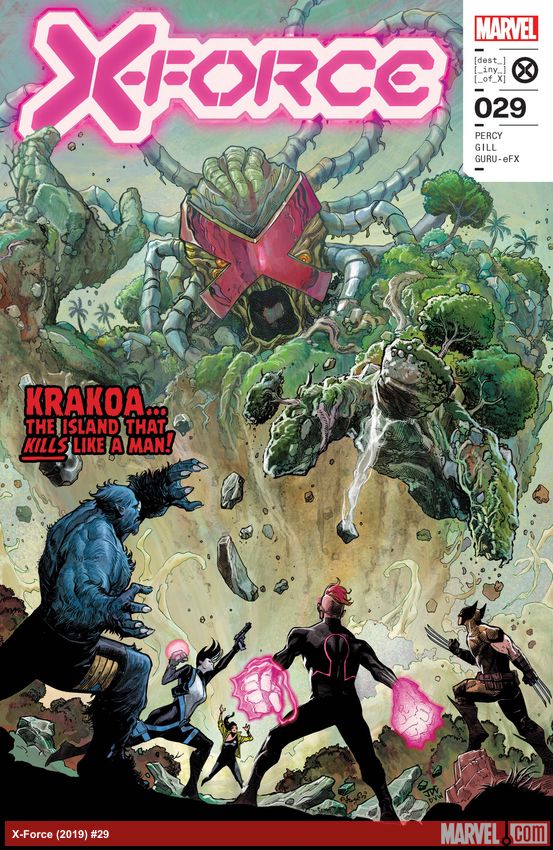 X-FORCE
MARVEL
[dest_]
[_iny_]
[_of_X]
029
PERCY
GILL
GURU-eFX
KRAKOA...
THE ISLAND THAT
KILLS LIKE A MAN!
X-Force (2019) #29
MARVEL.com